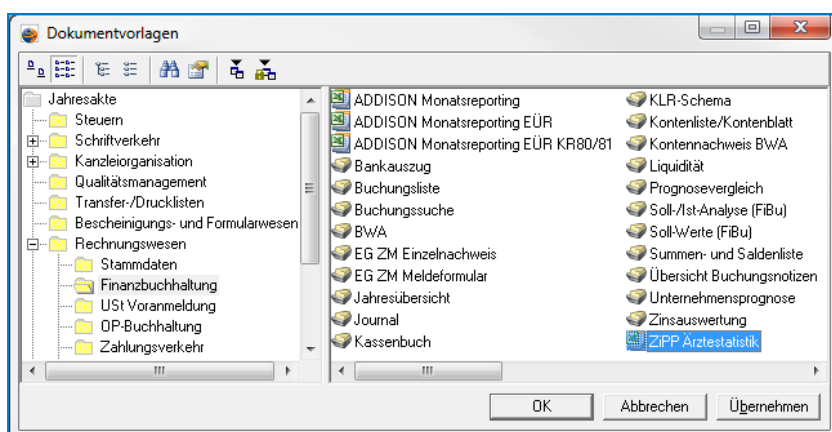 Dokumentvorlagen
Jahresakte
Steuern
Schriftverkehr
Kanzleiorganisation
Qualitätsmanagement
Transfer-/Drucklisten
Bescheinigungs- und Formularwesen
Rechnungswesen
Stammdaten
Finanzbuchhaltung
USt Voranmeldung
OP-Buchhaltung
Zahlungsverkehr
ADDISON Monatsreporting
ADDISON Monatsreporting EÜR
ADDISON Monatsreporting EÜR KR80/81
Bankauszug
Buchungsliste
Buchungssuche
BWA
EG ZM Einzelnachweis
EG ZM Meldeformular
Jahresübersicht
Journal
Kassenbuch
KLR-Schema
Kontenliste/Kontenblatt
Kontennachweis BWA
Liquidität
Prognosevergleich
Soll-/Ist-Analyse (FiBu)
Soll-Werte (FiBu)
Summen- und Saldenliste
Übersicht Buchungsnotizen
Unternehmensprognose
Zinsauswertung
ZiPP Ärztestatistik
OK
Abbrechen
Übernehmen